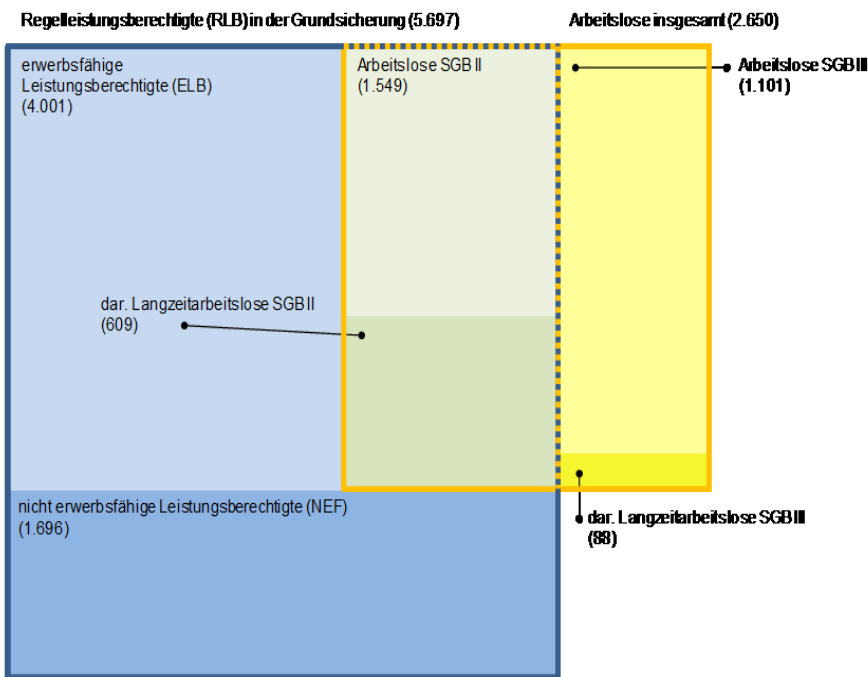 Regelleistungsberechtigte (RLB) in der Grundsicherung (5.697)
Arbeitslose insgesamt (2.650)
erwerbsfähige
Leistungsberechtigte (ELB)
(4.001)
Arbeitslose SGB II
(1.549)
Arbeitslose SGB III
(1.101)
dar. Langzeitarbeitslose SGB II
(609)
nicht erwerbsfähige Leistungsberechtigte (NEF)
(1.696)
dar. Langzeitarbeitslose SGB III
(88)